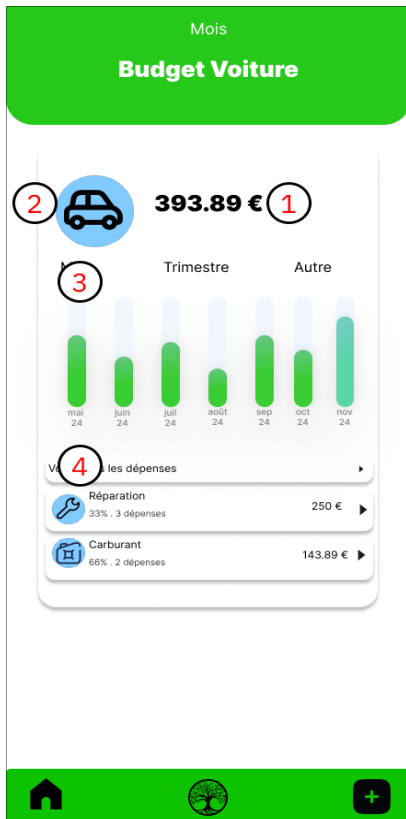 Mois
Budget Voiture
2
393.89 €
1
3
Trimestre
Autre
mai
24
juin
24
juil
24
août
24
sep
24
oct
24
nov
24
4
les dépenses
Réparation
33% . 3 dépenses
250 €
Carburant
66% . 2 dépenses
143.89 €